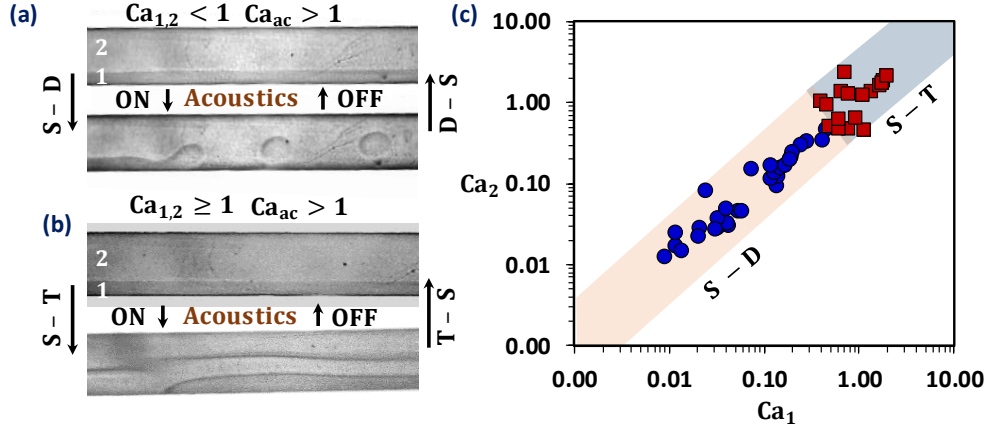 (a)
Ca₁,₂ < 1 Ca_ac > 1
2
1
S – D
ON ↓ Acoustics ↑ OFF
D – S
(b)
Ca₁,₂ ≥ 1 Ca_ac > 1
2
1
S – T
ON ↓ Acoustics ↑ OFF
T – S
(c)
10.00
1.00
0.10
0.01
0.00
Ca₂
S – T
S – D
0.00 0.01 0.10 1.00 10.00
Ca₁